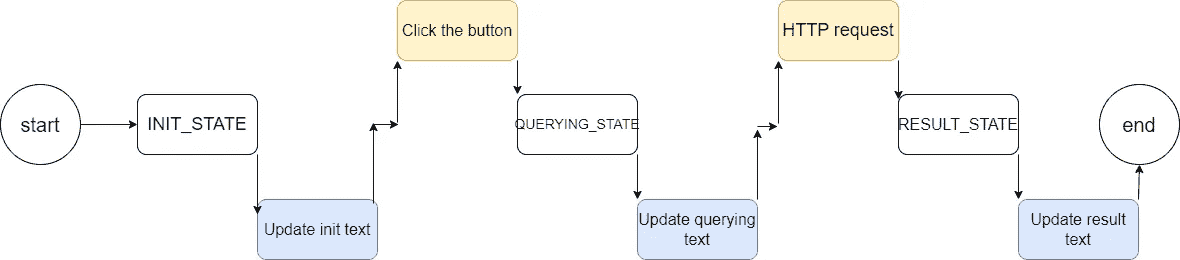 start
INIT_STATE
Update init text
Click the button
QUERYING_STATE
Update querying
text
HTTP request
RESULT_STATE
Update result
text
end